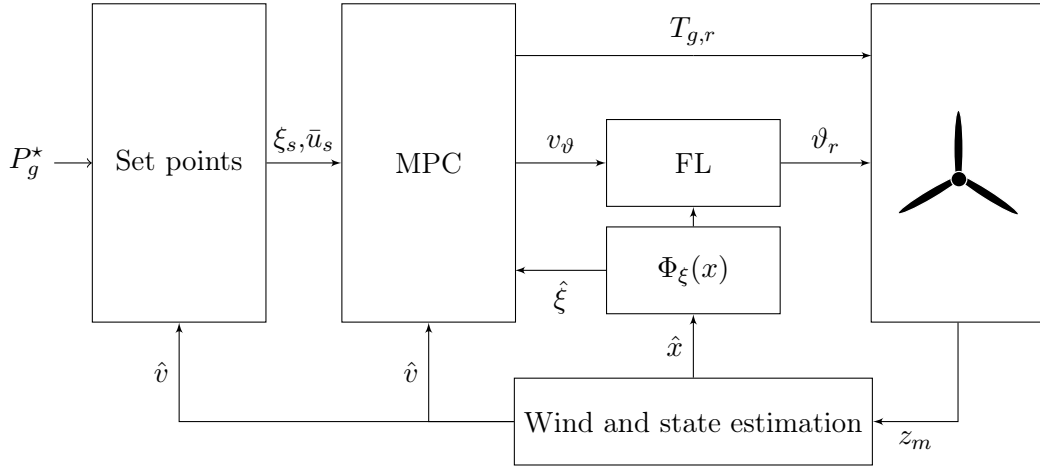 T_{g,r}
P_g^⋆
Set points
ξ_s,ū_s
MPC
v_ϑ
FL
ϑ_r
Φ_ξ(x)
ξ̂
v̂
v̂
x̂
Wind and state estimation
z_m